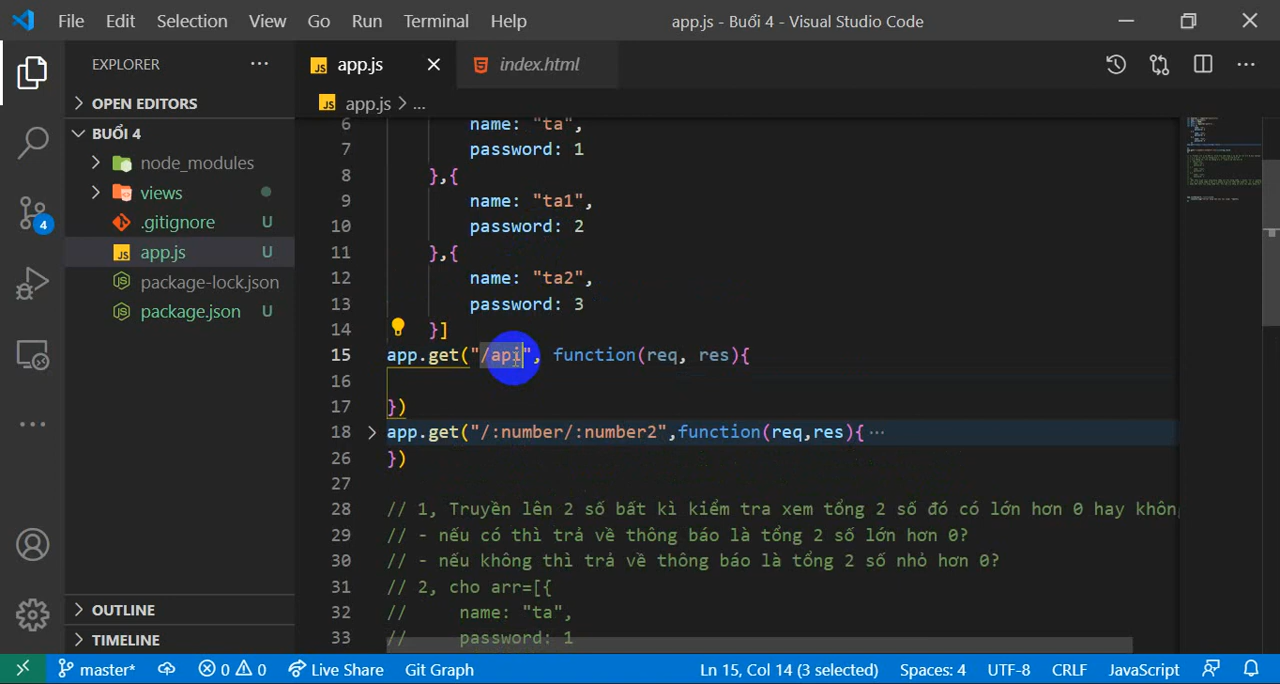 File Edit Selection View Go Run Terminal Help app.js - Buổi 4 - Visual Studio Code
EXPLORER
OPEN EDITORS
BUỔI 4
node_modules
views
.gitignore U
app.js U
package-lock.json
package.json U
OUTLINE
TIMELINE
4
JS app.js index.html
JS app.js > ...
6 name: "ta",
7 password: 1
8 },{
9 name: "ta1",
10 password: 2
11 },{
12 name: "ta2",
13 password: 3
14 }]
15 app.get("/api", function(req, res){
16
17 })
18 app.get("/:number/:number2",function(req,res){ ...
26 })
27
28 // 1, Truyền lên 2 số bất kì kiểm tra xem tổng 2 số đó có lớn hơn 0 hay không
29 // - nếu có thì trả về thông báo là tổng 2 số lớn hơn 0?
30 // - nếu không thì trả về thông báo là tổng 2 số nhỏ hơn 0?
31 // 2, cho arr=[{
32 // name: "ta",
33 // password: 1
master* 0 0 Live Share Git Graph Ln 15, Col 14 (3 selected) Spaces: 4 UTF-8 CRLF JavaScript